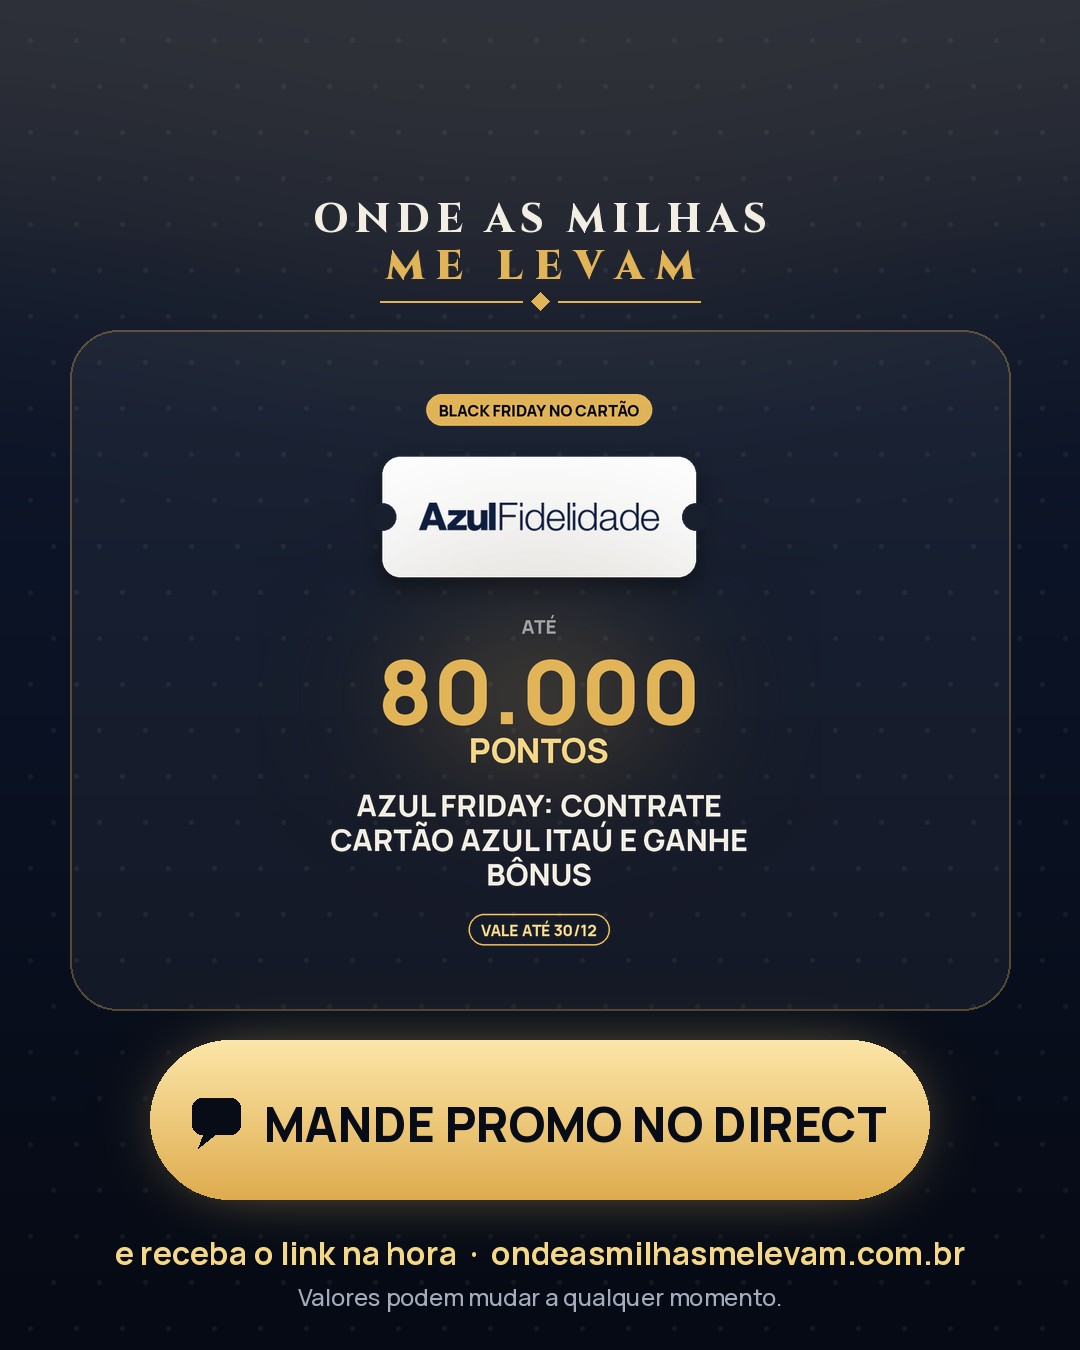 ONDE AS MILHAS
ME LEVAM
BLACK FRIDAY NO CARTÃO
AzulFidelidade
ATÉ
80.000
PONTOS
AZUL FRIDAY: CONTRATE
CARTÃO AZUL ITAÚ E GANHE
BÔNUS
VALE ATÉ 30/12
MANDE PROMO NO DIRECT
e receba o link na hora · ondeasmilhasmelevam.com.br
Valores podem mudar a qualquer momento.